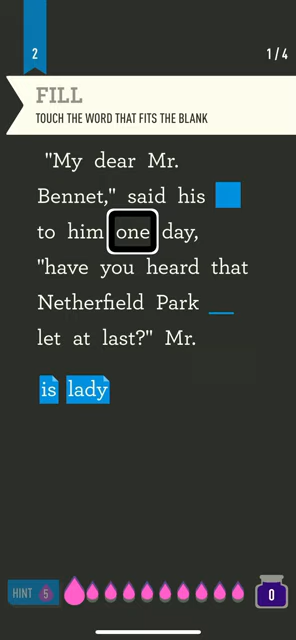 2
1/4
FILL
TOUCH THE WORD THAT FITS THE BLANK
"My dear Mr.
Bennet," said his
to him one day,
"have you heard that
Netherfield Park __
let at last?" Mr.
is lady
HINT 5
0